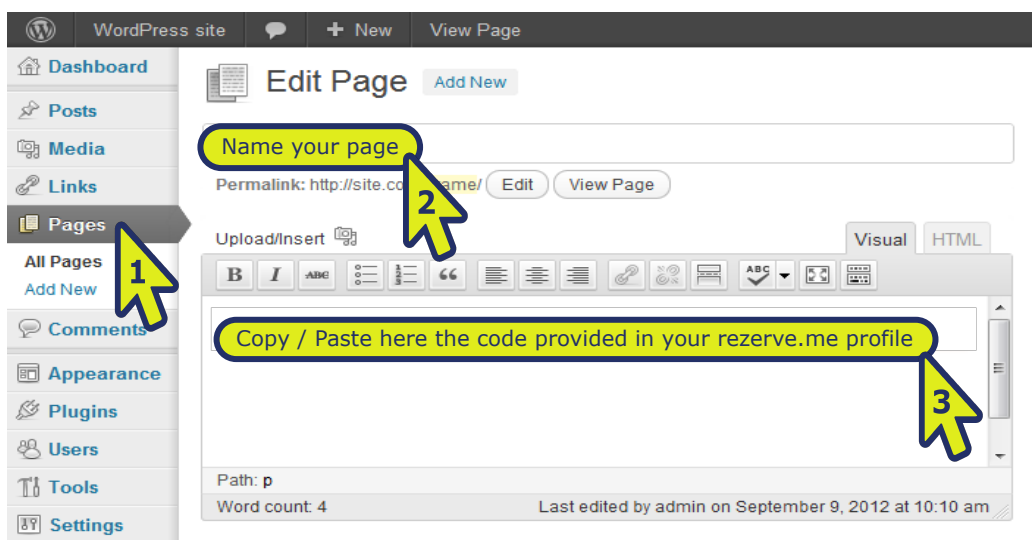 WordPress site + New View Page
Dashboard
Posts
Media
Links
Pages
All Pages
Add New
Comments
Appearance
Plugins
Users
Tools
Settings
Edit Page Add New
Name your page
Permalink: http://site.co ame/ Edit View Page
Upload/Insert
Visual HTML
B I ABC “ ABC
Copy / Paste here the code provided in your rezerve.me profile
1
2
3
Path: p
Word count: 4 Last edited by admin on September 9, 2012 at 10:10 am